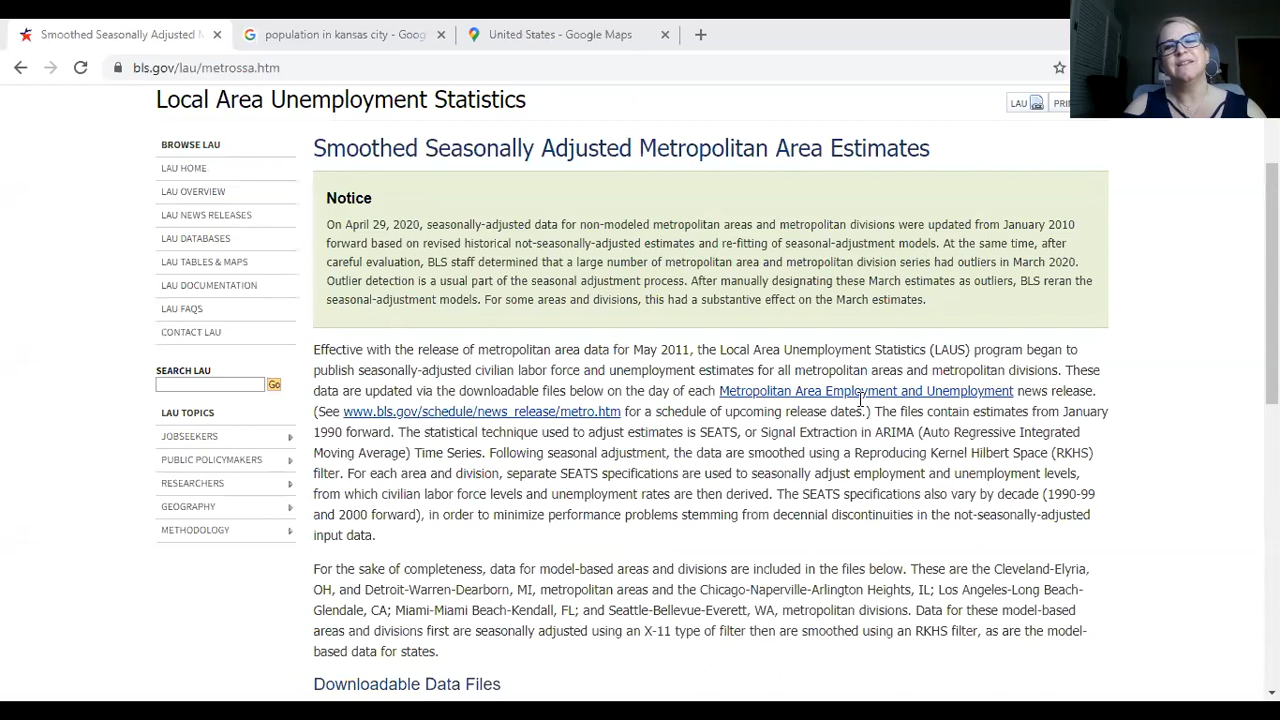 Smoothed Seasonally Adjusted M
population in kansas city - Goog
United States - Google Maps
bls.gov/lau/metrossa.htm
Local Area Unemployment Statistics
LAU
BROWSE LAU
LAU HOME
LAU OVERVIEW
LAU NEWS RELEASES
LAU DATABASES
LAU TABLES & MAPS
LAU DOCUMENTATION
LAU FAQS
CONTACT LAU
SEARCH LAU
Go
LAU TOPICS
JOBSEEKERS
PUBLIC POLICYMAKERS
RESEARCHERS
GEOGRAPHY
METHODOLOGY
Smoothed Seasonally Adjusted Metropolitan Area Estimates
Notice
On April 29, 2020, seasonally-adjusted data for non-modeled metropolitan areas and metropolitan divisions were updated from January 2010
forward based on revised historical not-seasonally-adjusted estimates and re-fitting of seasonal-adjustment models. At the same time, after
careful evaluation, BLS staff determined that a large number of metropolitan area and metropolitan division series had outliers in March 2020.
Outlier detection is a usual part of the seasonal adjustment process. After manually designating these March estimates as outliers, BLS reran the
seasonal-adjustment models. For some areas and divisions, this had a substantive effect on the March estimates.
Effective with the release of metropolitan area data for May 2011, the Local Area Unemployment Statistics (LAUS) program began to
publish seasonally-adjusted civilian labor force and unemployment estimates for all metropolitan areas and metropolitan divisions. These
data are updated via the downloadable files below on the day of each Metropolitan Area Employment and Unemployment news release.
(See www.bls.gov/schedule/news_release/metro.htm for a schedule of upcoming release dates.) The files contain estimates from January
1990 forward. The statistical technique used to adjust estimates is SEATS, or Signal Extraction in ARIMA (Auto Regressive Integrated
Moving Average) Time Series. Following seasonal adjustment, the data are smoothed using a Reproducing Kernel Hilbert Space (RKHS)
filter. For each area and division, separate SEATS specifications are used to seasonally adjust employment and unemployment levels,
from which civilian labor force levels and unemployment rates are then derived. The SEATS specifications also vary by decade (1990-99
and 2000 forward), in order to minimize performance problems stemming from decennial discontinuities in the not-seasonally-adjusted
input data.
For the sake of completeness, data for model-based areas and divisions are included in the files below. These are the Cleveland-Elyria,
OH, and Detroit-Warren-Dearborn, MI, metropolitan areas and the Chicago-Naperville-Arlington Heights, IL; Los Angeles-Long Beach-
Glendale, CA; Miami-Miami Beach-Kendall, FL; and Seattle-Bellevue-Everett, WA, metropolitan divisions. Data for these model-based
areas and divisions first are seasonally adjusted using an X-11 type of filter then are smoothed using an RKHS filter, as are the model-
based data for states.
Downloadable Data Files